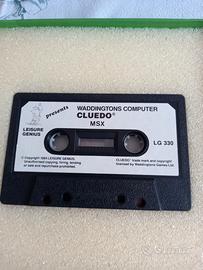 presents
WADDINGTONS COMPUTER
CLUEDO®
MSX
LEISURE
GENIUS
LG 330
© Copyright 1984 LEISURE GENIUS.
Unauthorised copying, hiring, lending
or sale and repurchase prohibited.
CLUEDO® trade mark and copyright
licensed by Waddingtons Games Ltd